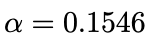 α = 0.1546